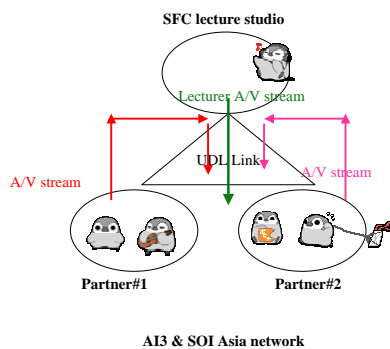 SFC lecture studio
Lecturer A/V stream
UDL Link
A/V stream
A/V stream
Partner#1
Partner#2
AI3 & SOI Asia network